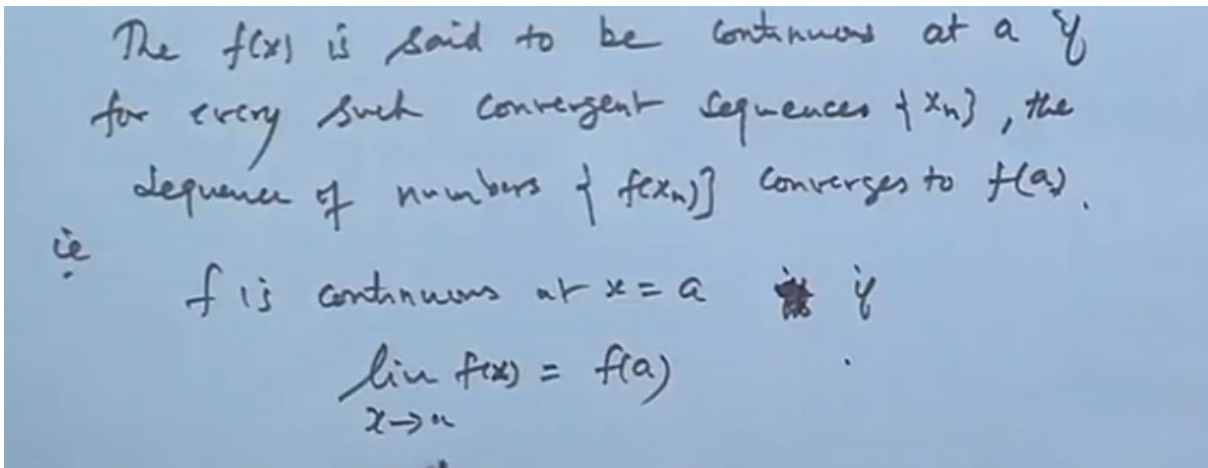 The f(x) is said to be continuous at a if
for every such convergent sequences {xn}, the
sequence of numbers { f(xn)} converges to f(a).
ie
f is continuous at x = a if
lim f(x) = f(a)
x→a